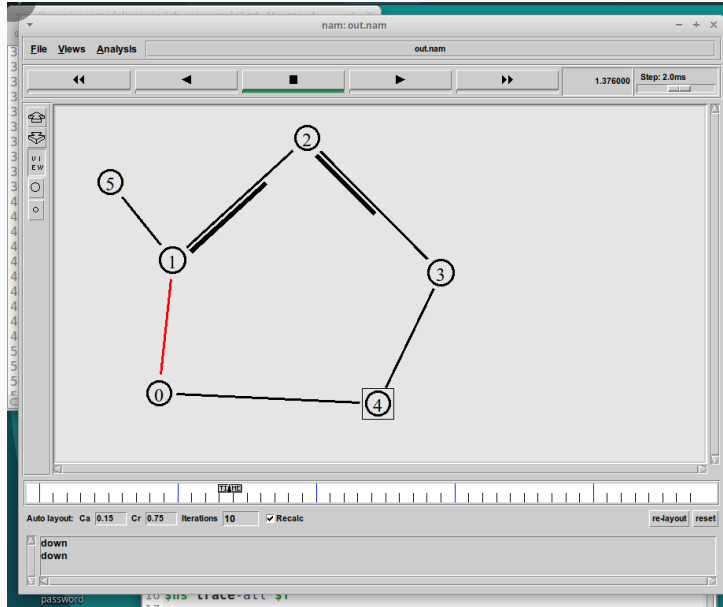 nam: out.nam
File Views Analysis out.nam
1.376000 Step: 2.0ms
VIEW
2
5
1
3
0
4
TIME
Auto layout: Ca 0.15 Cr 0.75 Iterations 10 Recalc re-layout reset
down
down
password
$ns trace-all $f